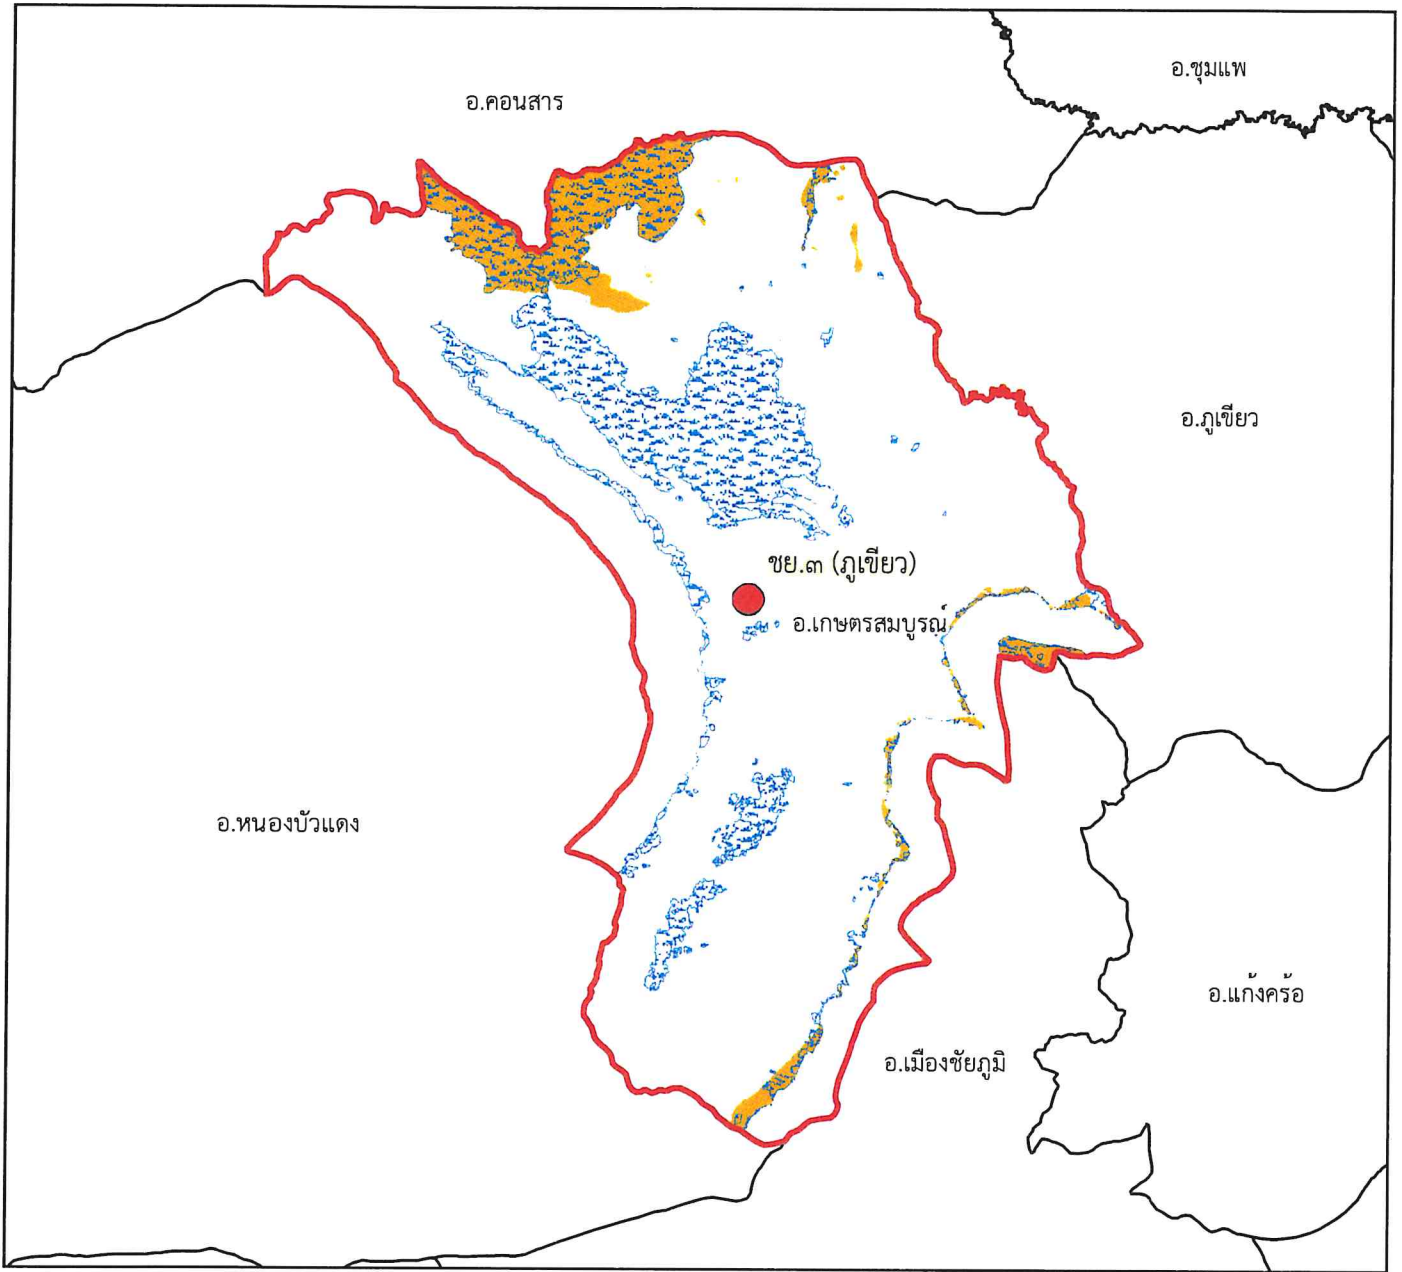 อ.ชุมแพ
อ.คอนสาร
อ.ภูเขียว
ชย.๓ (ภูเขียว)
อ.เกษตรสมบูรณ์
อ.หนองบัวแดง
อ.แก้งคร้อ
อ.เมืองชัยภูมิ